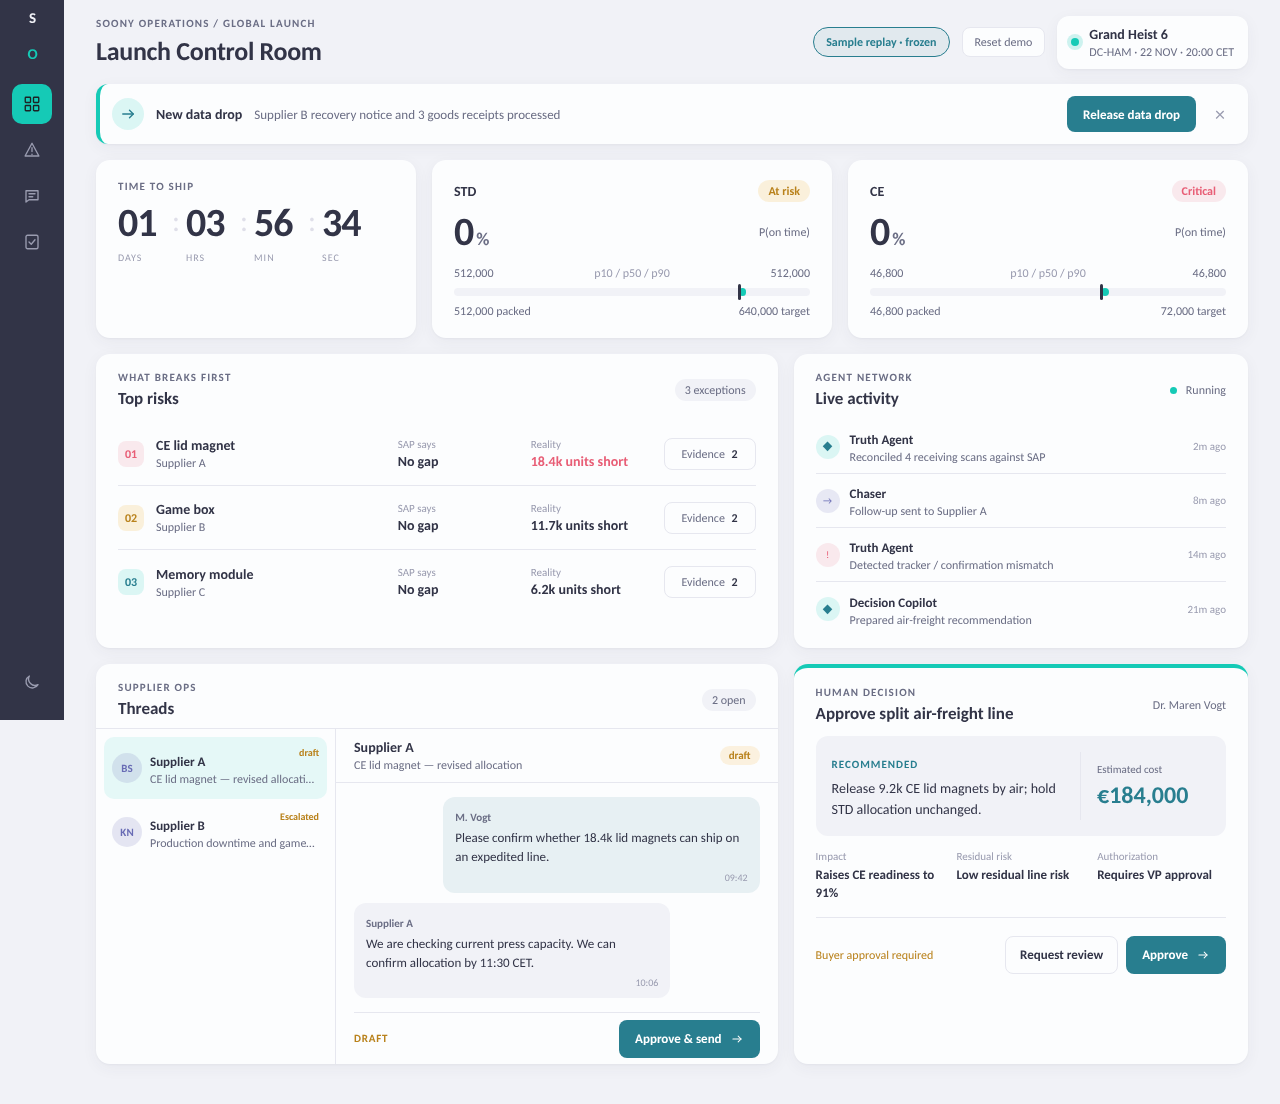 S
O
SOONY OPERATIONS / GLOBAL LAUNCH
Launch Control Room
Sample replay · frozen
Reset demo
Grand Heist 6
DC-HAM · 22 NOV · 20:00 CET
New data drop
Supplier B recovery notice and 3 goods receipts processed
Release data drop
TIME TO SHIP
01 : 03 : 56 : 34
DAYS HRS MIN SEC
STD
At risk
0%
P(on time)
512,000 p10 / p50 / p90 512,000
512,000 packed 640,000 target
CE
Critical
0%
P(on time)
46,800 p10 / p50 / p90 46,800
46,800 packed 72,000 target
WHAT BREAKS FIRST
Top risks
3 exceptions
01
CE lid magnet
Supplier A
SAP says
No gap
Reality
18.4k units short
Evidence 2
02
Game box
Supplier B
SAP says
No gap
Reality
11.7k units short
Evidence 2
03
Memory module
Supplier C
SAP says
No gap
Reality
6.2k units short
Evidence 2
AGENT NETWORK
Live activity
Running
Truth Agent
Reconciled 4 receiving scans against SAP
2m ago
Chaser
Follow-up sent to Supplier A
8m ago
!
Truth Agent
Detected tracker / confirmation mismatch
14m ago
Decision Copilot
Prepared air-freight recommendation
21m ago
SUPPLIER OPS
Threads
2 open
BS
draft
Supplier A
CE lid magnet — revised allocati...
KN
Escalated
Supplier B
Production downtime and game...
Supplier A
CE lid magnet — revised allocation
draft
M. Vogt
Please confirm whether 18.4k lid magnets can ship on
an expedited line.
09:42
Supplier A
We are checking current press capacity. We can
confirm allocation by 11:30 CET.
10:06
DRAFT
Approve & send →
HUMAN DECISION
Approve split air-freight line
Dr. Maren Vogt
RECOMMENDED
Release 9.2k CE lid magnets by air; hold
STD allocation unchanged.
Estimated cost
€184,000
Impact
Raises CE readiness to
91%
Residual risk
Low residual line risk
Authorization
Requires VP approval
Buyer approval required
Request review
Approve →